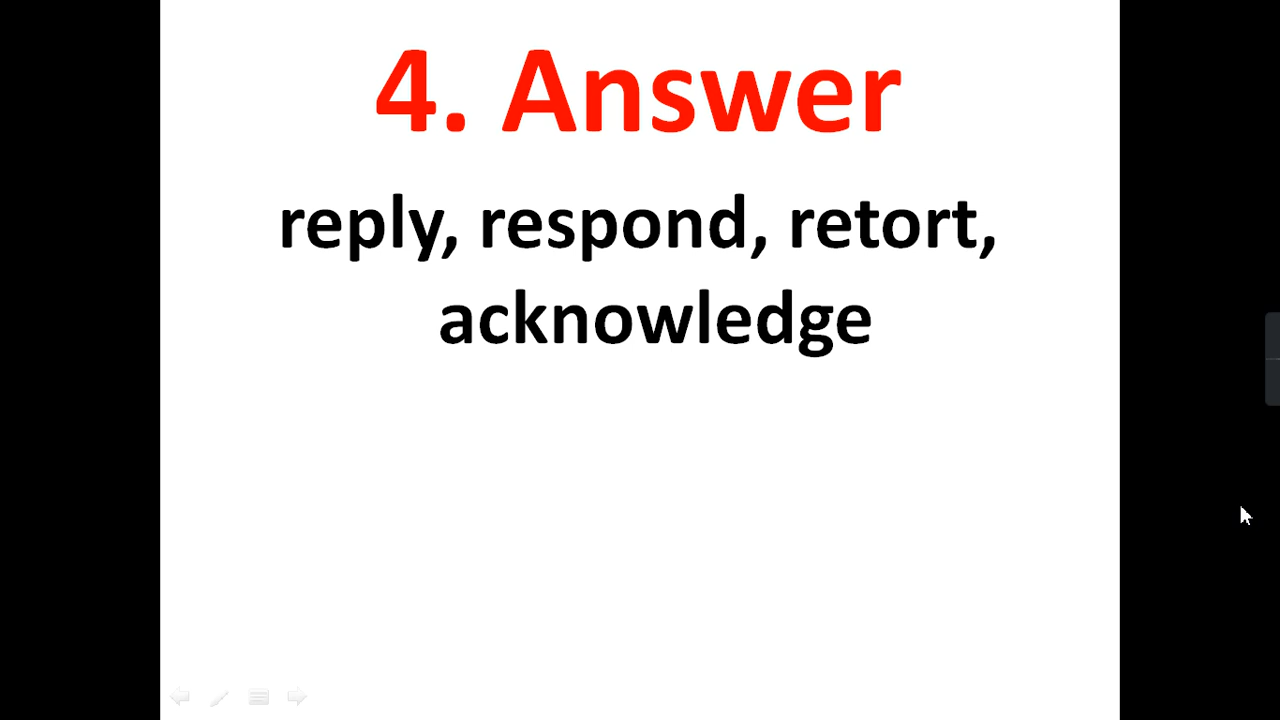 4. Answer
reply, respond, retort,
acknowledge